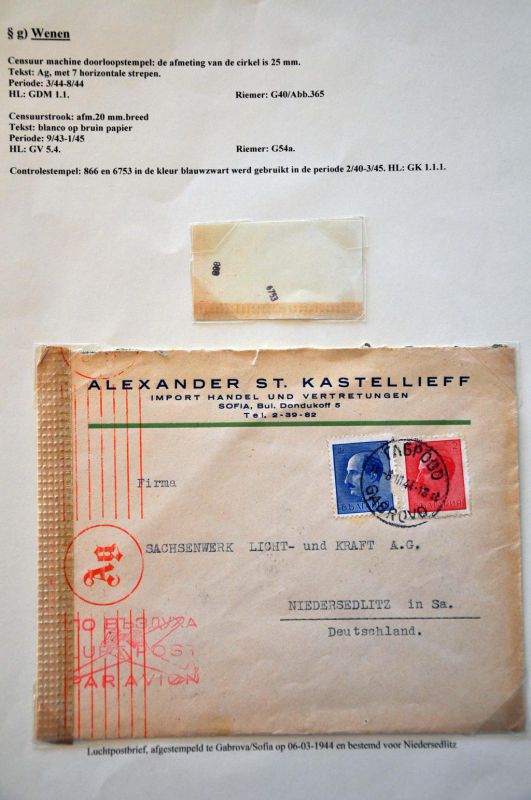 § g) Wenen
Censuur machine doorloopstempel: de afmeting van de cirkel is 25 mm.
Tekst: Ag, met 7 horizontale strepen.
Periode: 3/44-8/44
HL: GDM 1.1. Riemer: G40/Abb.365
Censuurstrook: afm.20 mm.breed
Tekst: blanco op bruin papier
Periode: 9/43-1/45
HL: GV 5.4. Riemer: G54a.
Controlestempel: 866 en 6753 in de kleur blauwzwart werd gebruikt in de periode 2/40-3/45. HL: GK 1.1.1.
6753
ALEXANDER ST. KASTELLIEFF
IMPORT HANDEL UND VERTRETUNGEN
SOFIA, Bul. Dondukoff 5
Tel. 2-39-82
ГАБРОВО
GABROVO
Firma
SACHSENWERK LICHT- und KRAFT A.G.
NIEDERSEDLITZ in Sa.
Deutschland.
Ag
ПО ВЪЗДУХА
PAR AVION
Luchtpostbrief, afgestempeld te Gabrova/Sofia op 06-03-1944 en bestemd voor Niedersedlitz